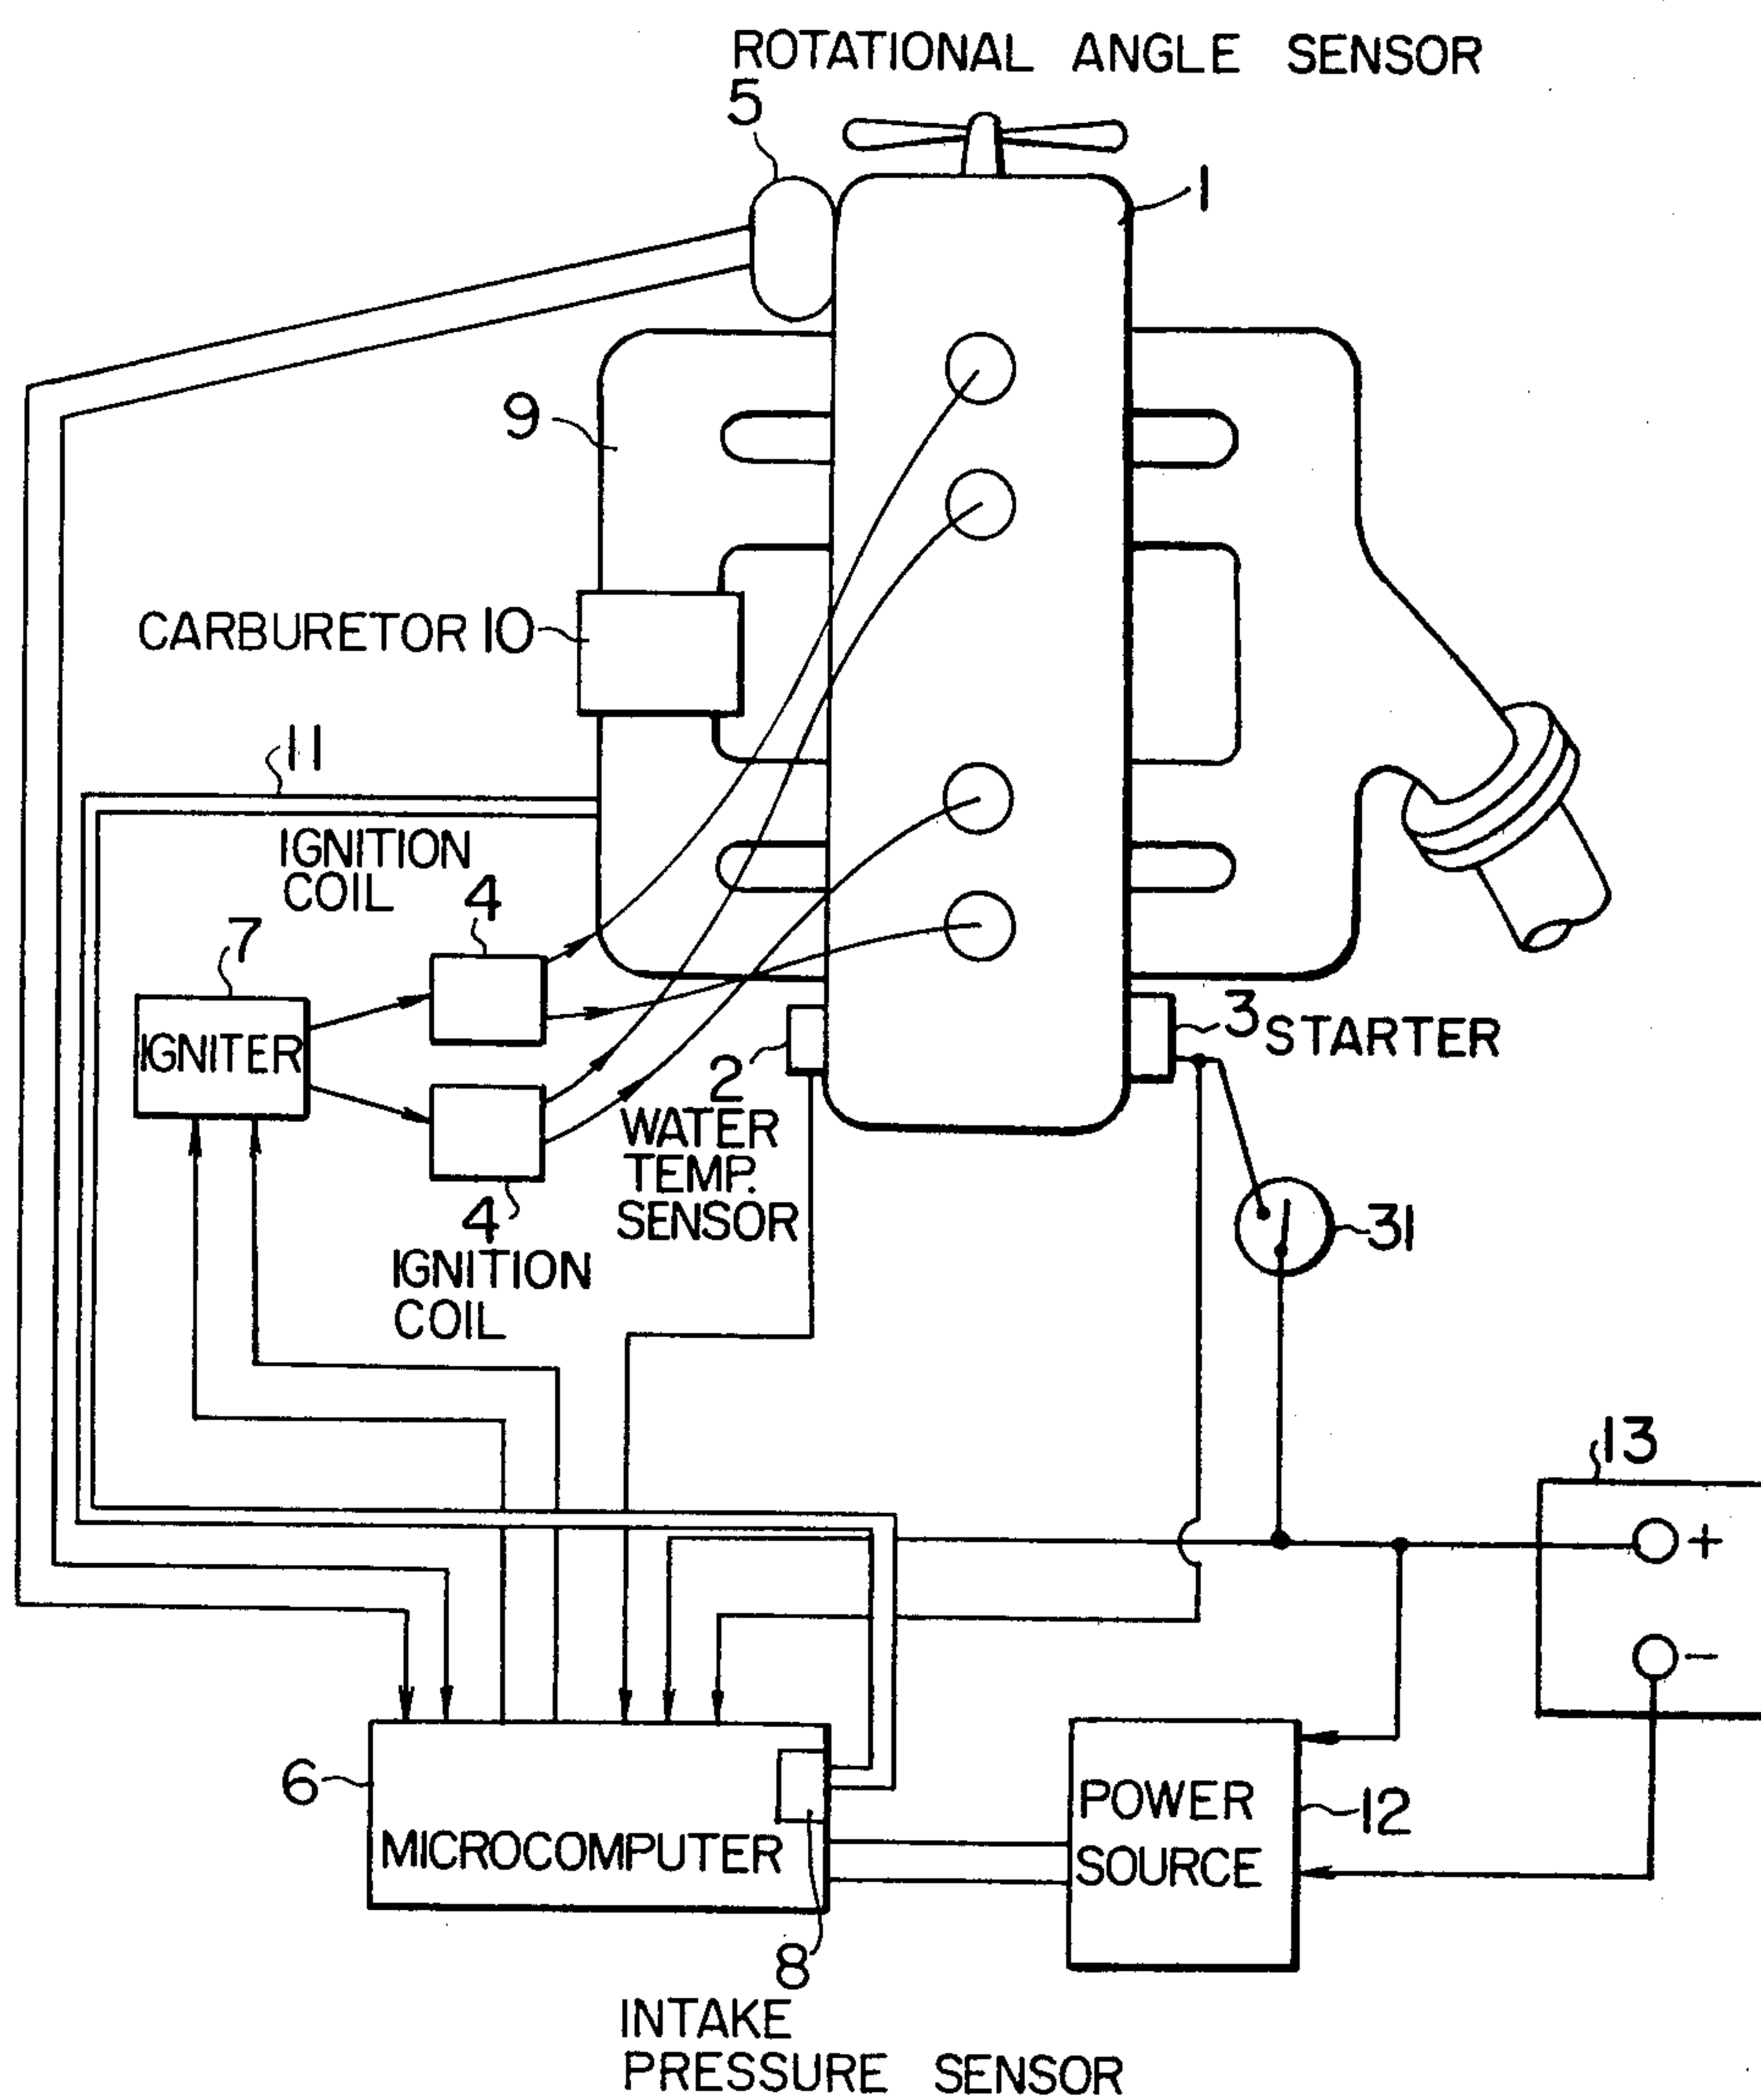 ROTATIONAL ANGLE SENSOR
5
1
9
CARBURETOR 10
11
IGNITION
COIL
4
7
IGNITER
3 STARTER
2
WATER
TEMP.
SENSOR
4
IGNITION
COIL
31
13
+
−
6
MICROCOMPUTER
POWER
SOURCE
12
8
INTAKE
PRESSURE SENSOR